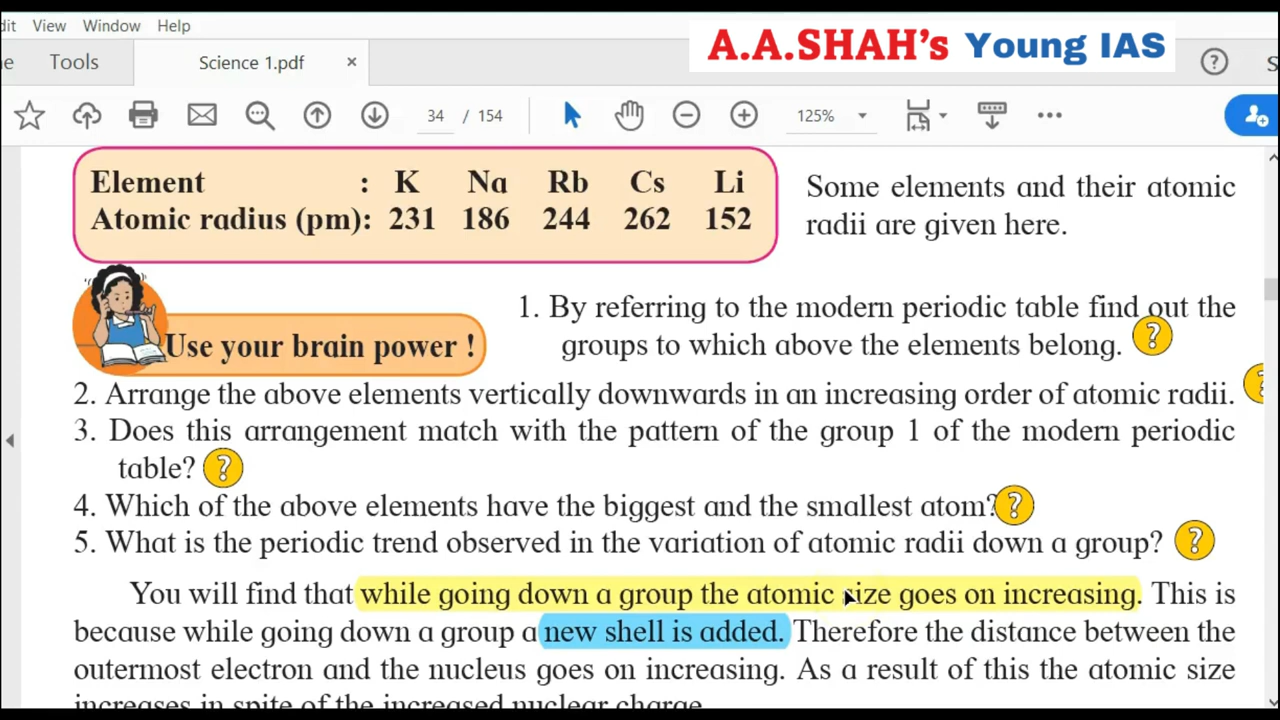 dit View Window Help
A.A.SHAH's Young IAS
Tools Science 1.pdf ×
34 / 154 125%
Element : K Na Rb Cs Li
Atomic radius (pm): 231 186 244 262 152
Some elements and their atomic
radii are given here.
Use your brain power !
1. By referring to the modern periodic table find out the
groups to which above the elements belong. ?
2. Arrange the above elements vertically downwards in an increasing order of atomic radii. ?
3. Does this arrangement match with the pattern of the group 1 of the modern periodic
table? ?
4. Which of the above elements have the biggest and the smallest atom? ?
5. What is the periodic trend observed in the variation of atomic radii down a group? ?
You will find that while going down a group the atomic size goes on increasing. This is
because while going down a group a new shell is added. Therefore the distance between the
outermost electron and the nucleus goes on increasing. As a result of this the atomic size
increases in spite of the increased nuclear charge.